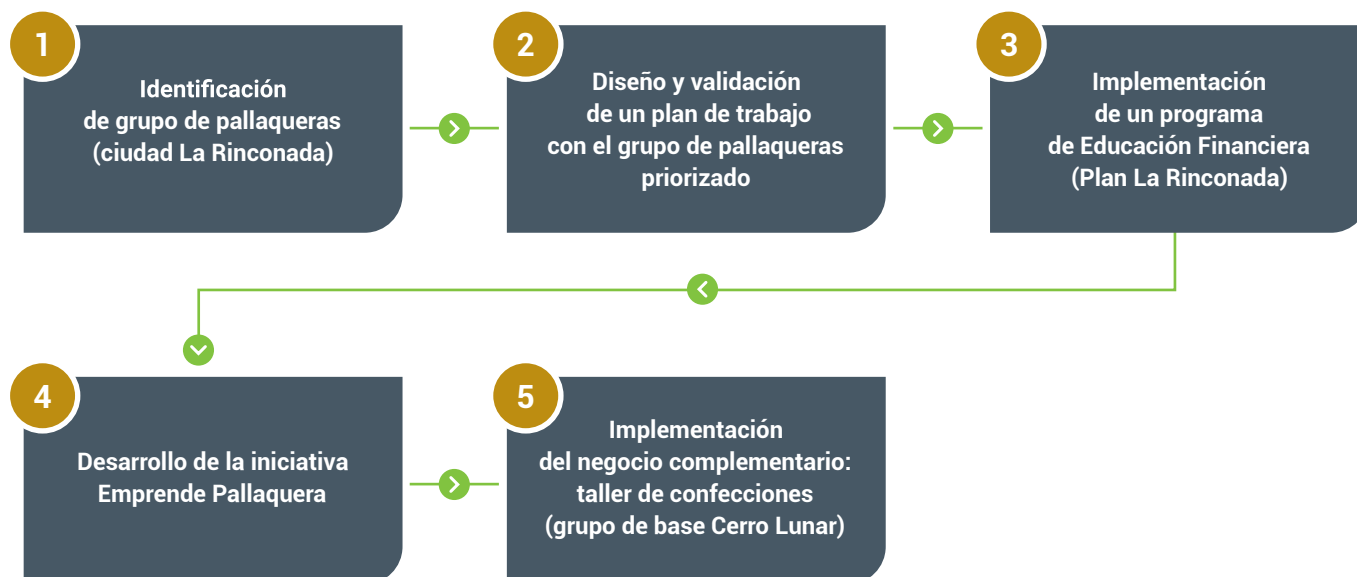 1
Identificación
de grupo de pallaqueras
(ciudad La Rinconada)
2
Diseño y validación
de un plan de trabajo
con el grupo de pallaqueras
priorizado
3
Implementación
de un programa
de Educación Financiera
(Plan La Rinconada)
4
Desarrollo de la iniciativa
Emprende Pallaquera
5
Implementación
del negocio complementario:
taller de confecciones
(grupo de base Cerro Lunar)